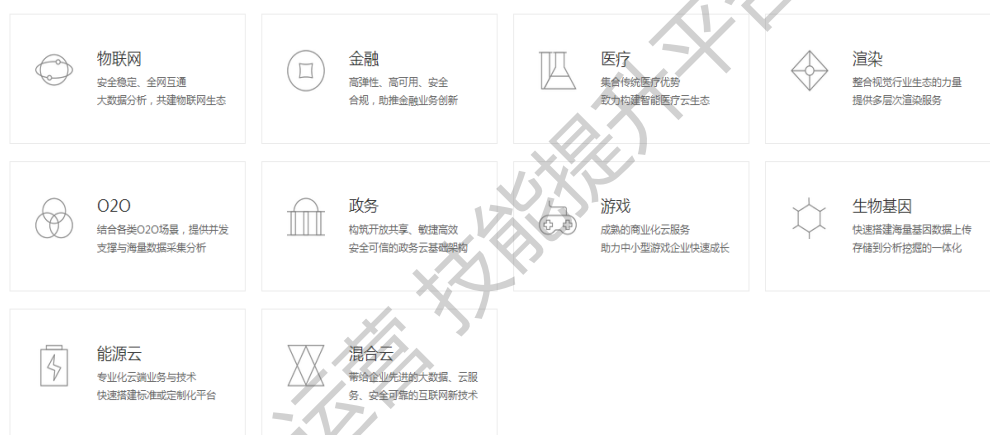 物联网
安全稳定、全网互通
大数据分析，共建物联网生态
金融
高弹性、高可用、安全
合规，助推金融业务创新
医疗
集合传统医疗优势
致力构建智能医疗云生态
渲染
整合视觉行业生态的力量
提供多层次渲染服务
O2O
结合各类O2O场景，提供并发
支撑与海量数据采集分析
政务
构筑开放共享、敏捷高效
安全可信的政务云基础架构
游戏
成熟的商业化云服务
助力中小型游戏企业快速成长
生物基因
快速搭建海量基因数据上传
存储到分析挖掘的一体化
能源云
专业化云端业务与技术
快速搭建标准或定制化平台
混合云
带给企业先进的大数据、云服
务、安全可靠的互联网新技术
运营 技能提升平台